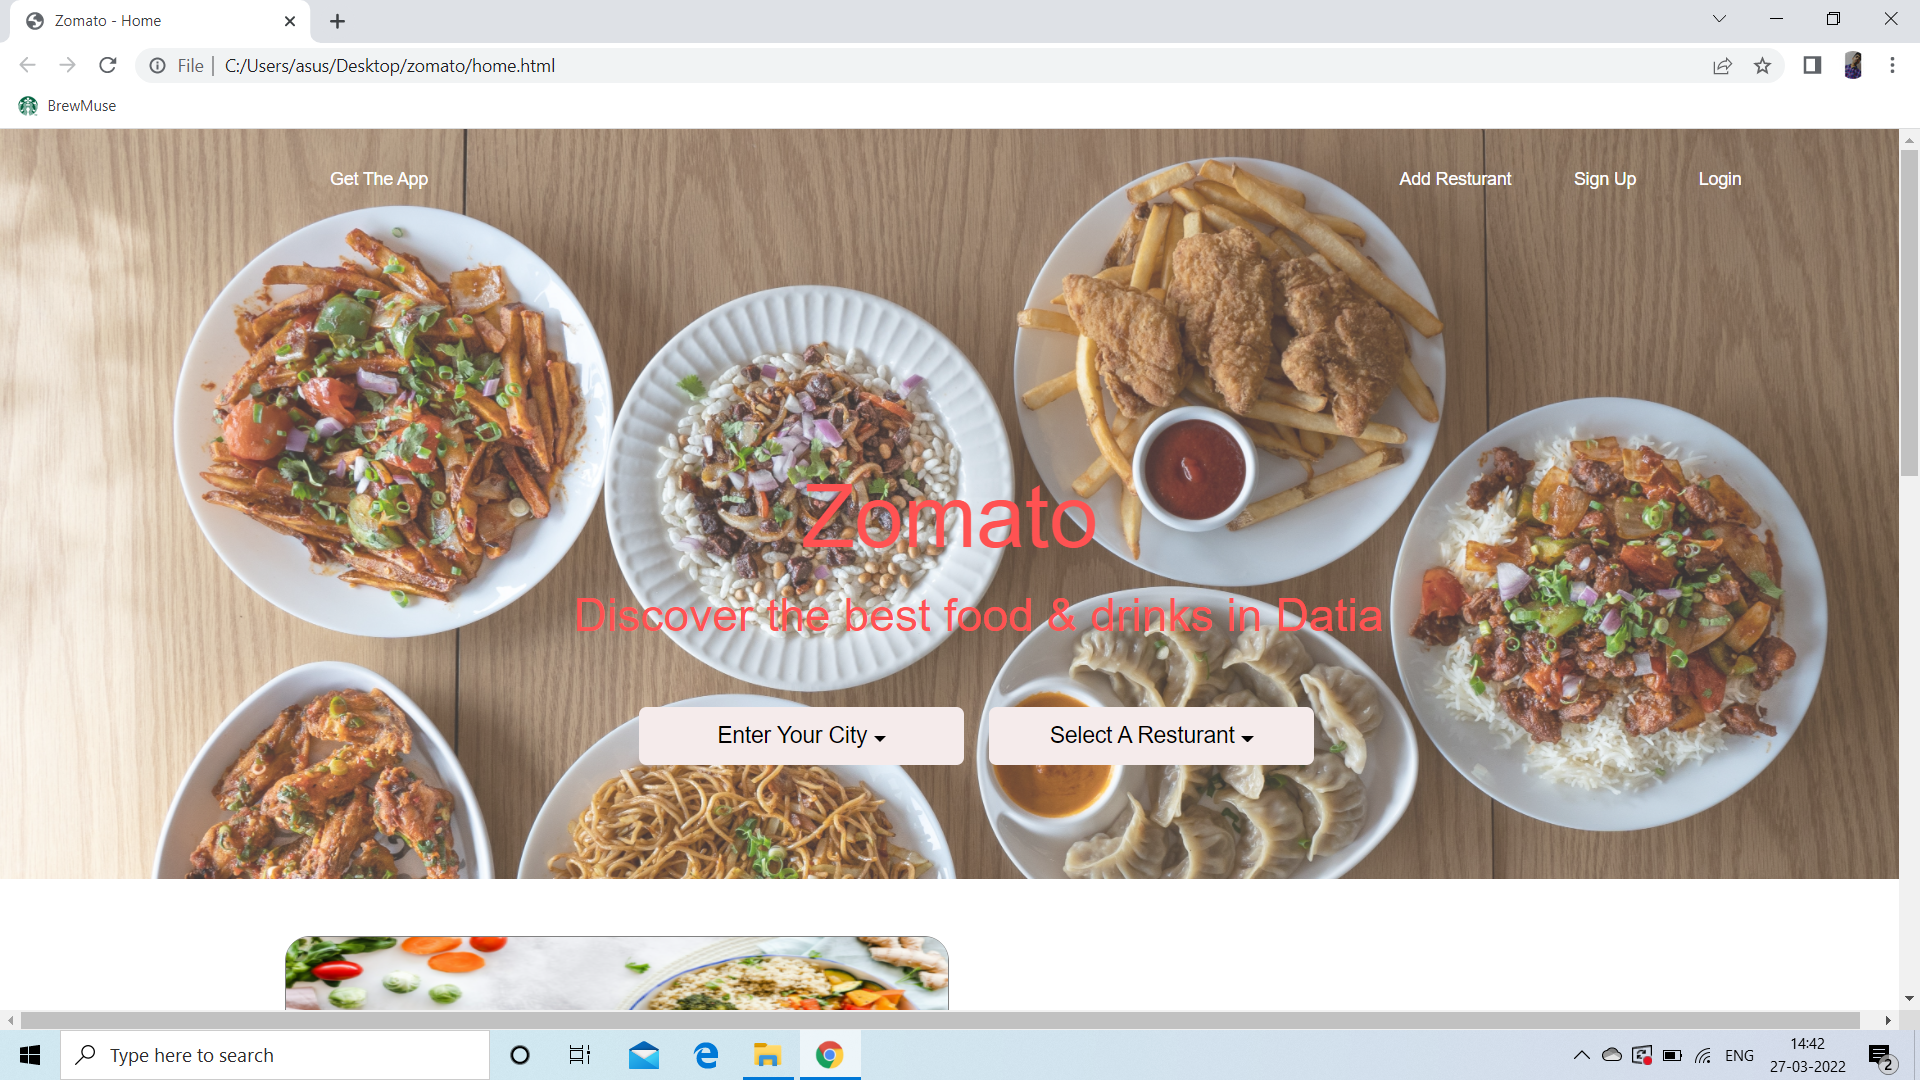 Zomato - Home
File
C:/Users/asus/Desktop/zomato/home.html
BrewMuse
Get The App
Add Resturant
Sign Up
Login
Zomato
Discover the best food & drinks in Datia
Enter Your City
Select A Resturant
Type here to search
ENG
14:42
27-03-2022
2